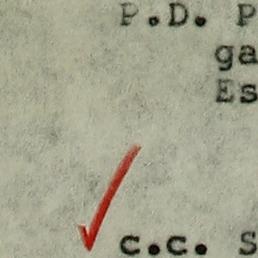 P.D. P
ga
Es
c.c. S